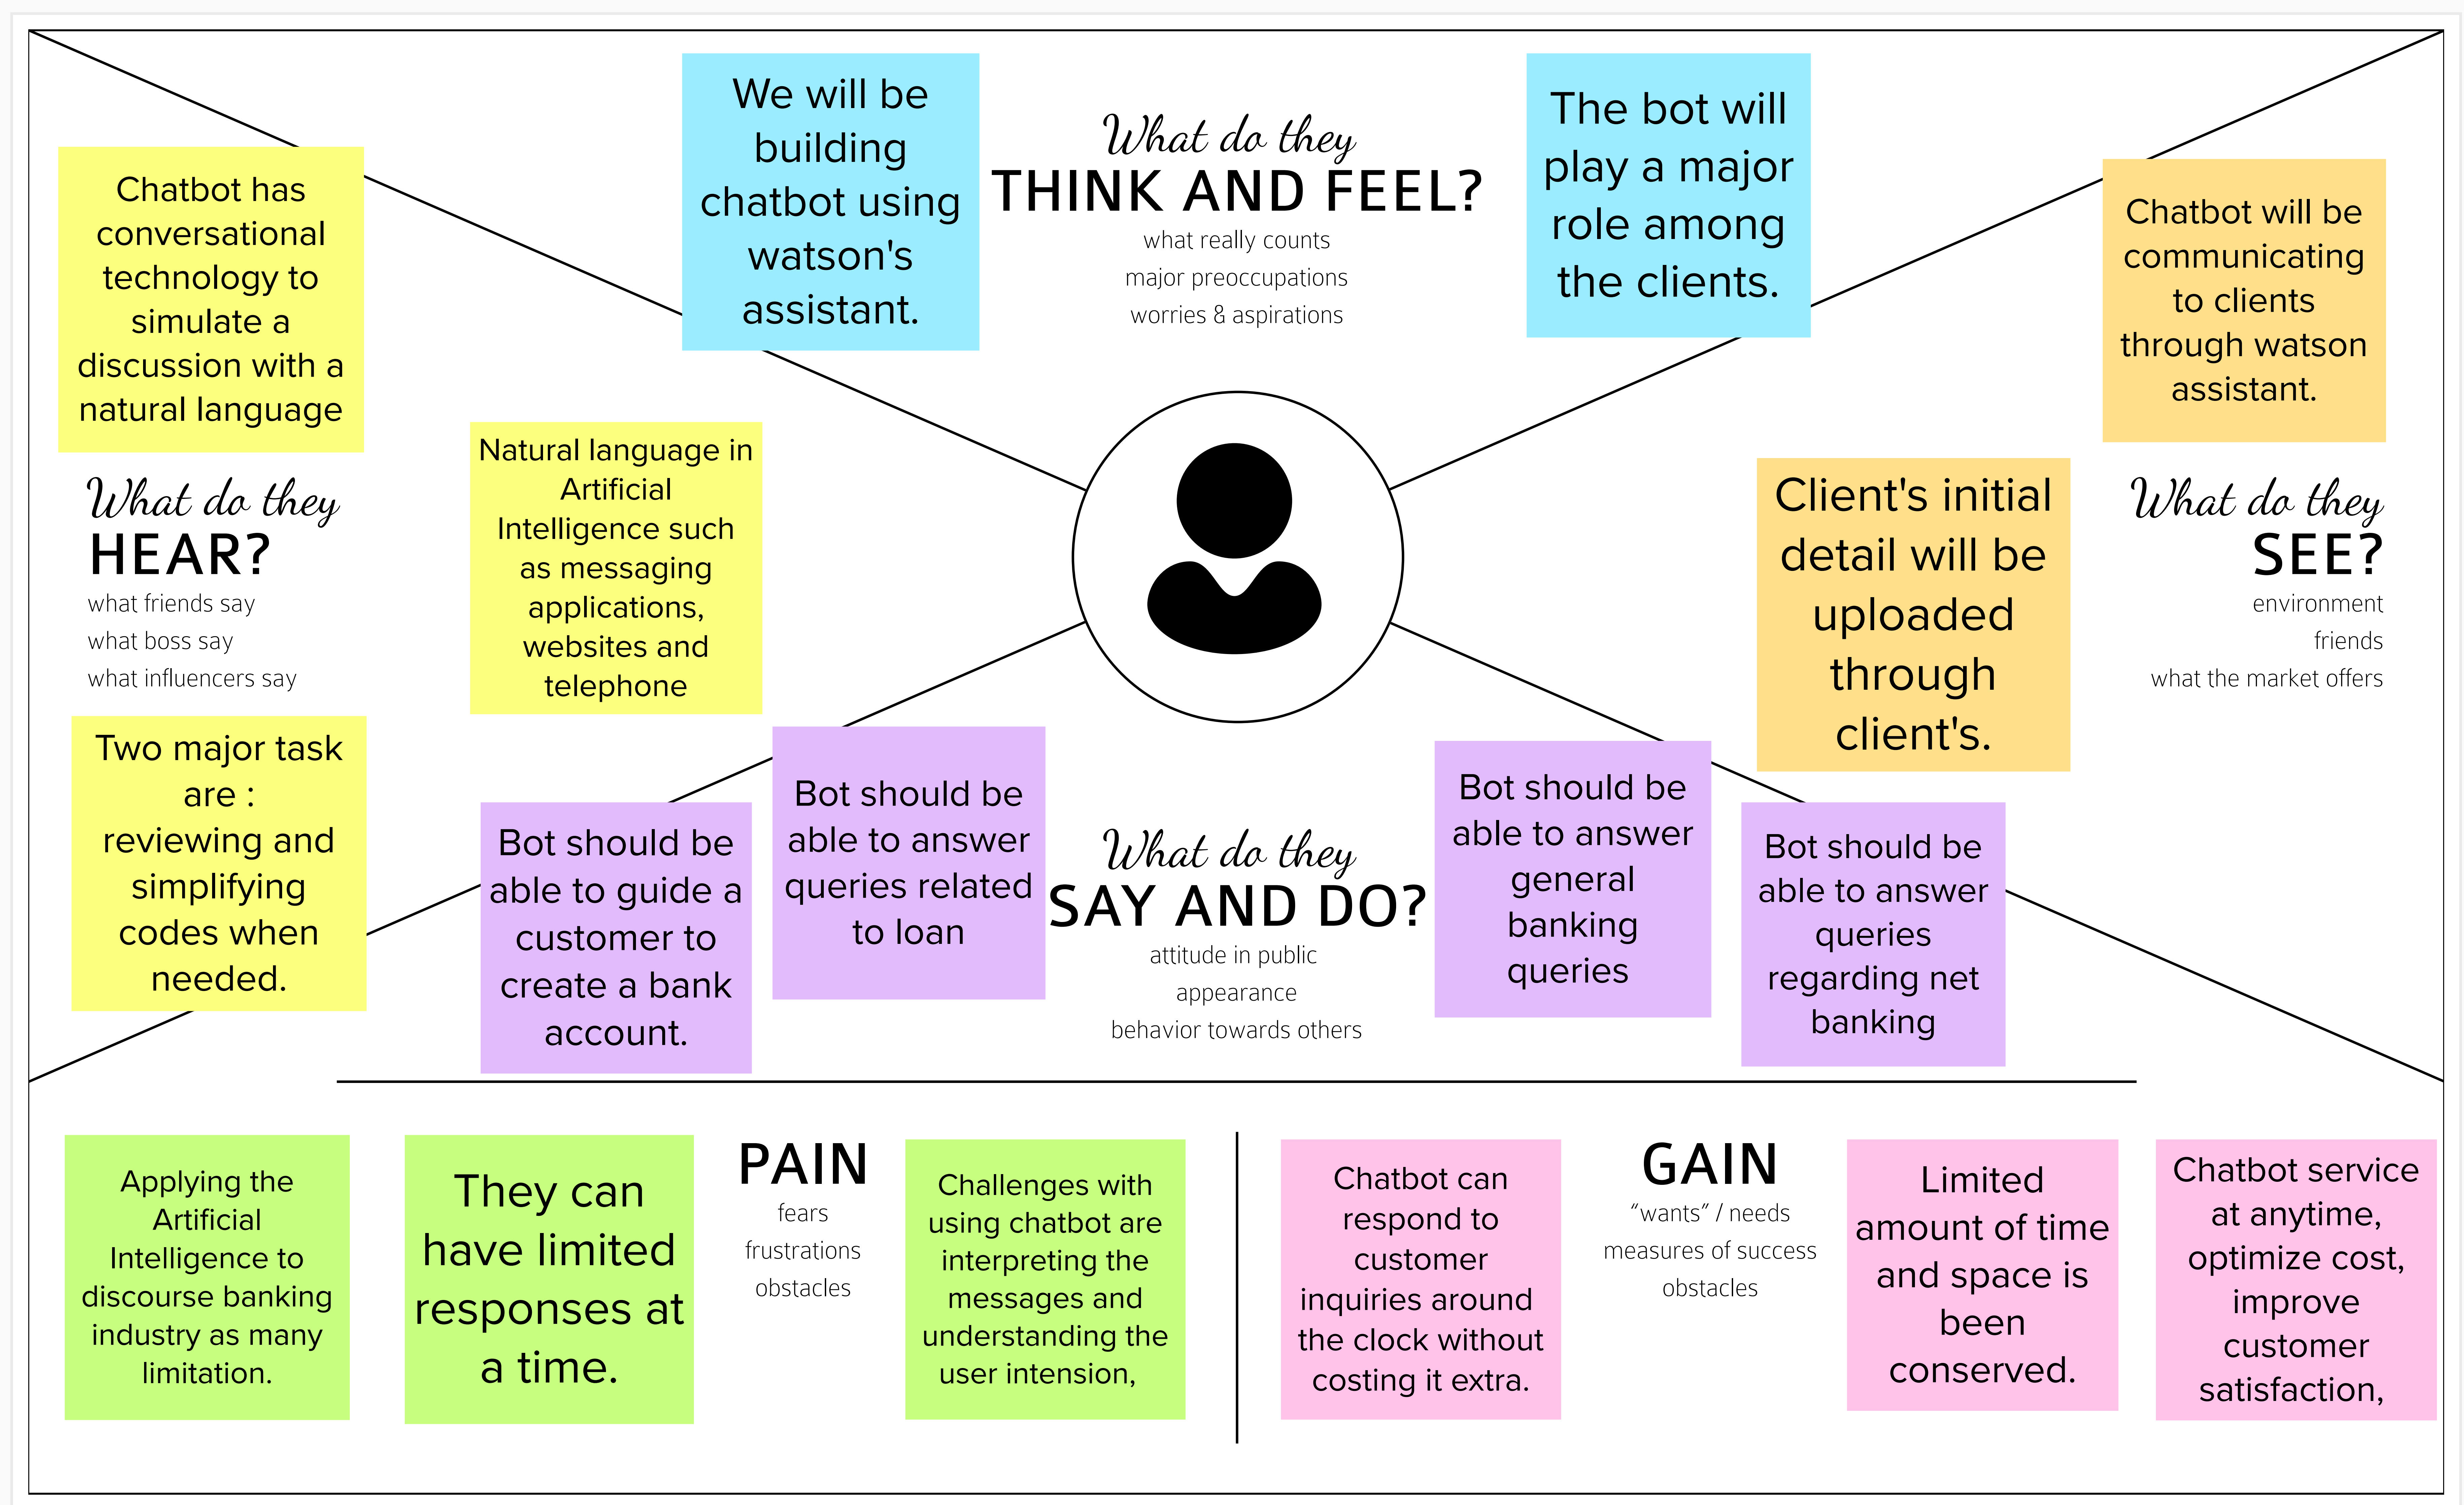 We will be
building
chatbot using
watson's
assistant.
What do they
THINK AND FEEL?
what really counts
major preoccupations
worries & aspirations
The bot will
play a major
role among
the clients.
Chatbot has
conversational
technology to
simulate a
discussion with a
natural language
Natural language in
Artificial
Intelligence such
as messaging
applications,
websites and
telephone
What do they
HEAR?
what friends say
what boss say
what influencers say
Two major task
are :
reviewing and
simplifying
codes when
needed.
Chatbot will be
communicating
to clients
through watson
assistant.
Client's initial
detail will be
uploaded
through
client's.
What do they
SEE?
environment
friends
what the market offers
Bot should be
able to guide a
customer to
create a bank
account.
Bot should be
able to answer
queries related
to loan
What do they
SAY AND DO?
attitude in public
appearance
behavior towards others
Bot should be
able to answer
general
banking
queries
Bot should be
able to answer
queries
regarding net
banking
Applying the
Artificial
Intelligence to
discourse banking
industry as many
limitation.
They can
have limited
responses at
a time.
PAIN
fears
frustrations
obstacles
Challenges with
using chatbot are
interpreting the
messages and
understanding the
user intension,
Chatbot can
respond to
customer
inquiries around
the clock without
costing it extra.
GAIN
“wants” / needs
measures of success
obstacles
Limited
amount of time
and space is
been
conserved.
Chatbot service
at anytime,
optimize cost,
improve
customer
satisfaction,